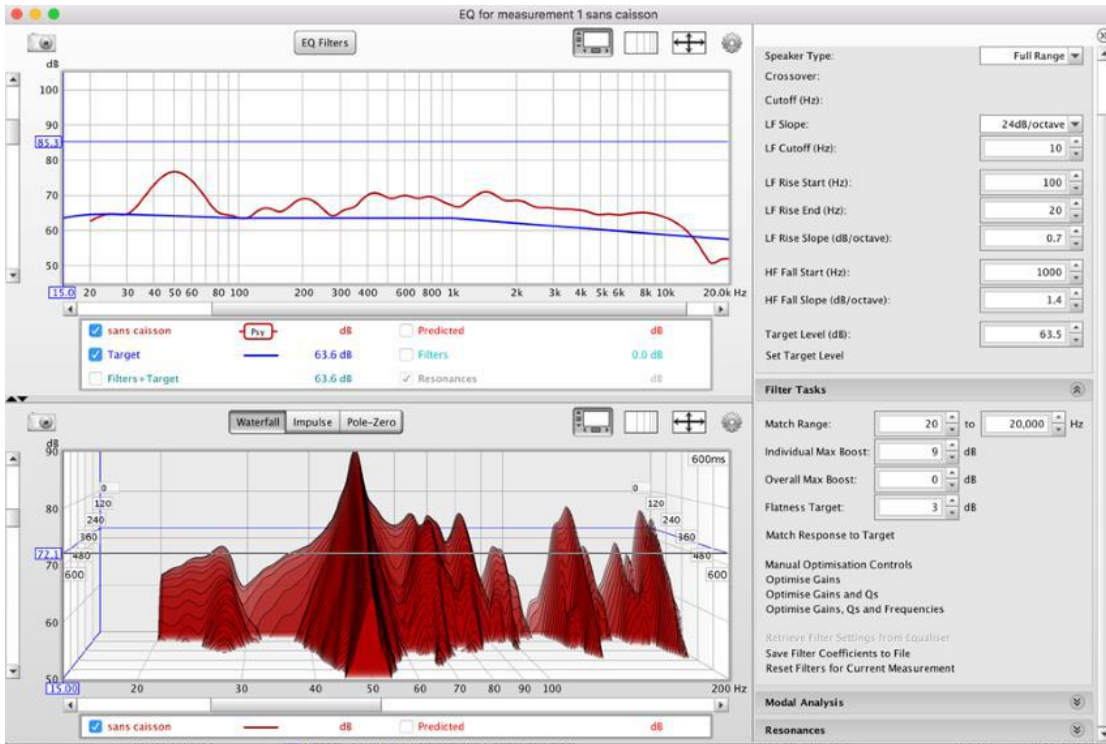 EQ for measurement 1 sans caisson
EQ Filters
dB
100
90
85.3
80
70
60
50
15.0 20 30 40 50 60 80 100 200 300 400 600 800 1k 2k 3k 4k 5k 6k 8k 10k 20.0k Hz
sans caisson Psy dB Predicted dB
Target 63.6 dB Filters 0.0 dB
Filters+Target 63.6 dB Resonances dB
Waterfall Impulse Pole-Zero
dB
90
600ms
0 0
120 120
80 240 240
360 360
72.1 480 480
70 600 600
60
50
15.00 20 30 40 50 60 70 80 90 100 200 Hz
sans caisson dB Predicted dB
Speaker Type: Full Range
Crossover:
Cutoff (Hz):
LF Slope: 24dB/octave
LF Cutoff (Hz): 10
LF Rise Start (Hz): 100
LF Rise End (Hz): 20
LF Rise Slope (dB/octave): 0.7
HF Fall Start (Hz): 1000
HF Fall Slope (dB/octave): 1.4
Target Level (dB): 63.5
Set Target Level
Filter Tasks
Match Range: 20 to 20,000 Hz
Individual Max Boost: 9 dB
Overall Max Boost: 0 dB
Flatness Target: 3 dB
Match Response to Target
Manual Optimisation Controls
Optimise Gains
Optimise Gains and Qs
Optimise Gains, Qs and Frequencies
Retrieve Filter Settings from Equaliser
Save Filter Coefficients to File
Reset Filters for Current Measurement
Modal Analysis
Resonances